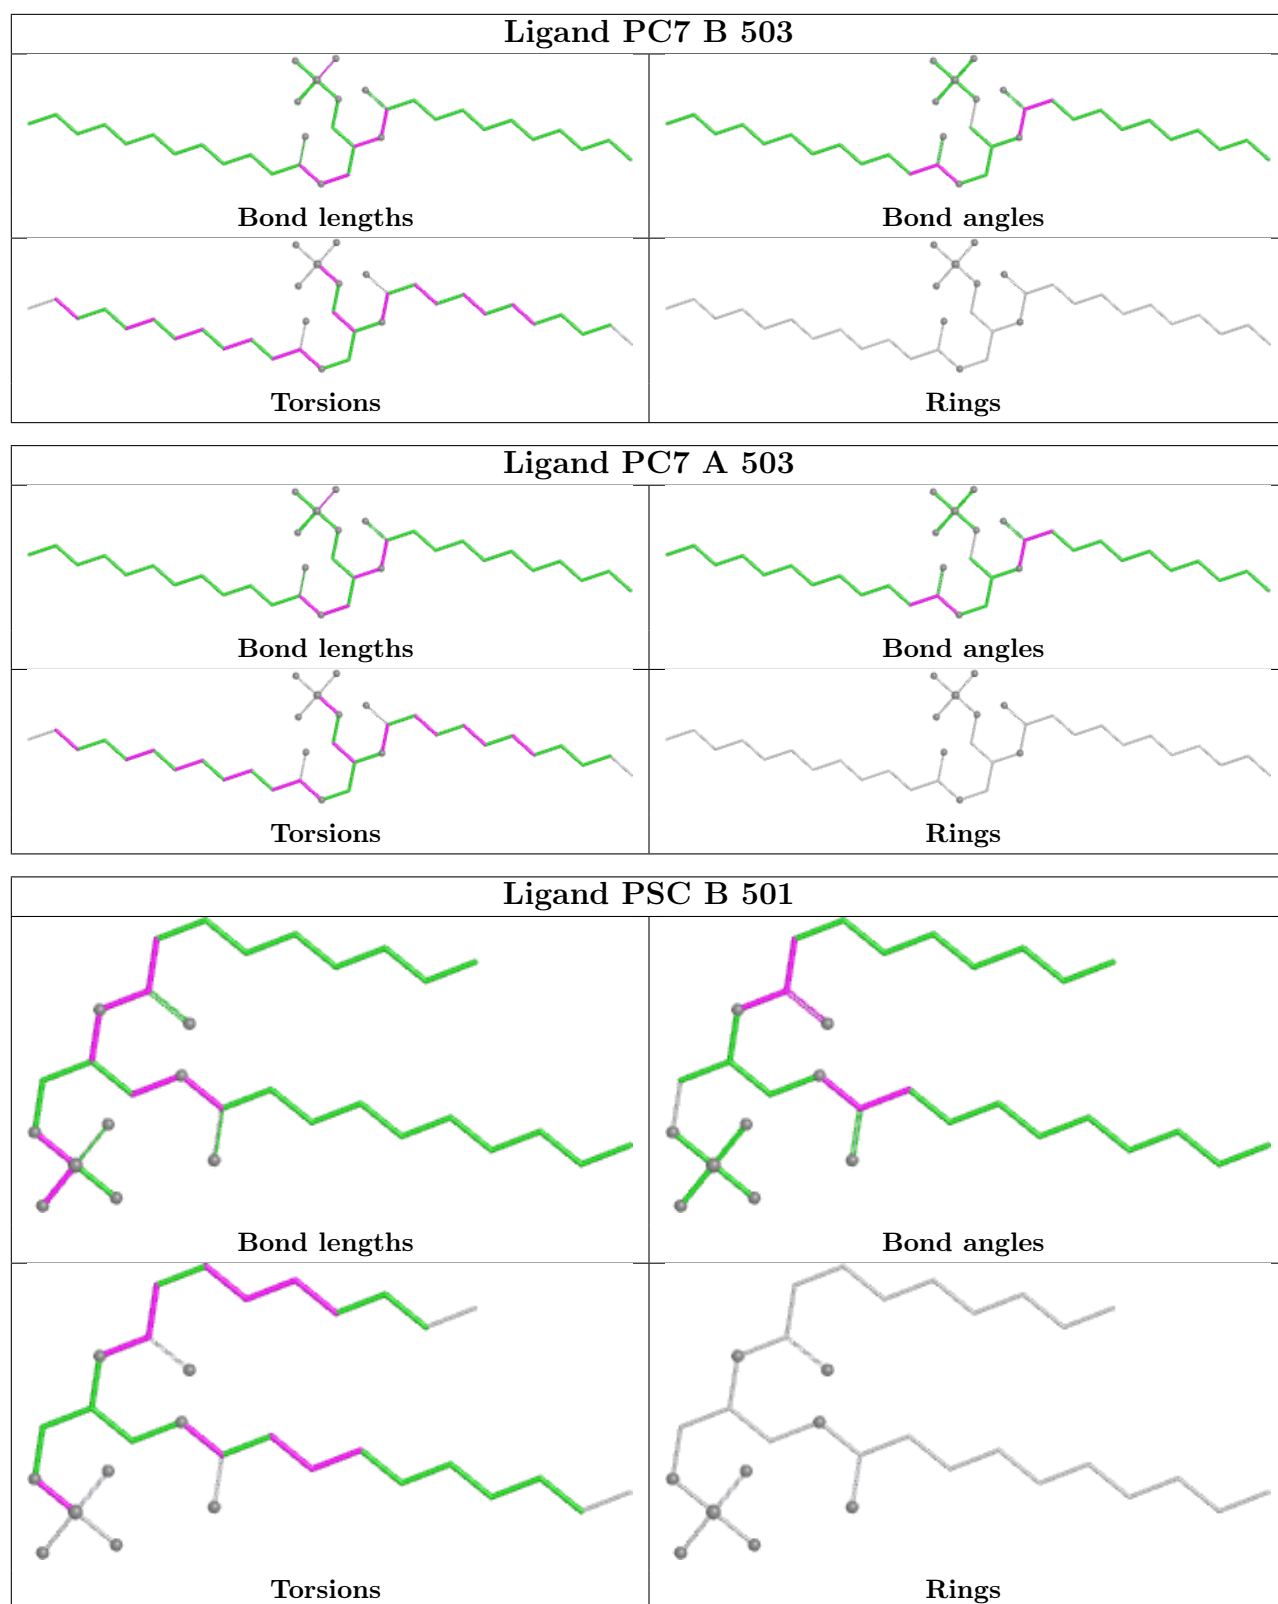 Ligand PC7 B 503
Bond lengths
Bond angles
Torsions
Rings
Ligand PC7 A 503
Bond lengths
Bond angles
Torsions
Rings
Ligand PSC B 501
Bond lengths
Bond angles
Torsions
Rings